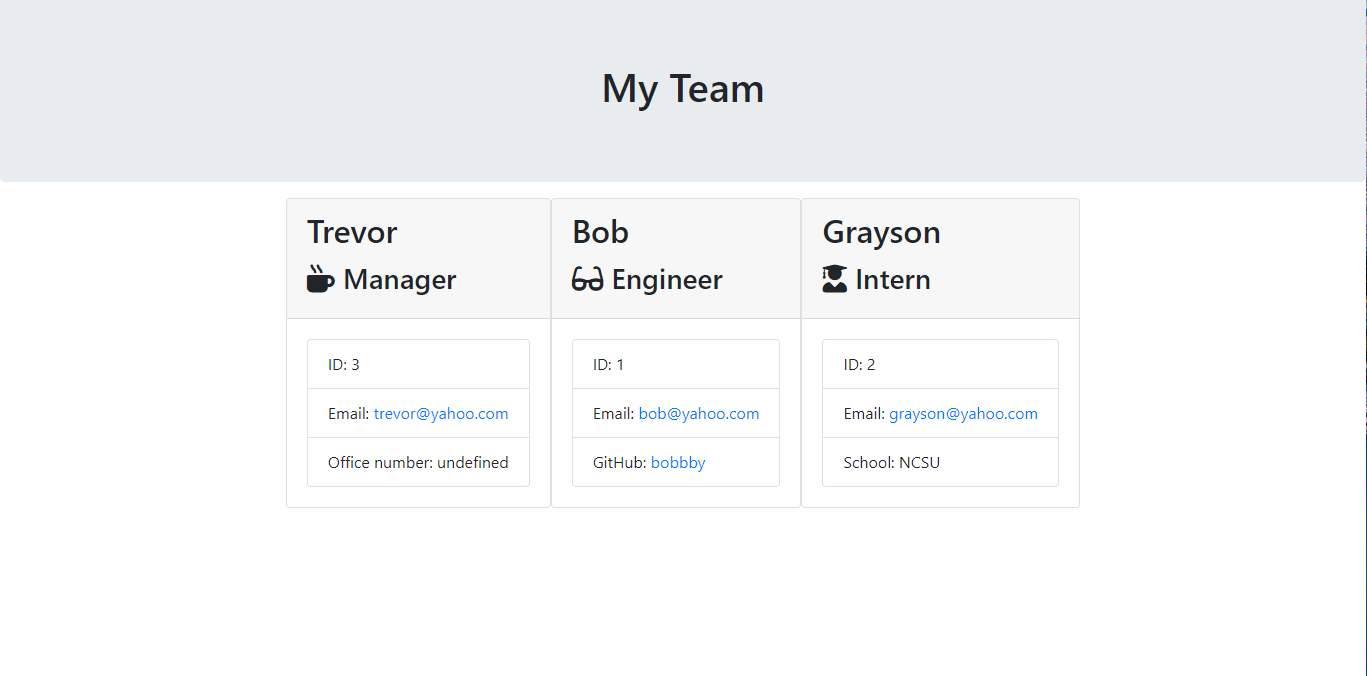 My Team
Trevor
Manager
ID: 3
Email: trevor@yahoo.com
Office number: undefined
Bob
Engineer
ID: 1
Email: bob@yahoo.com
GitHub: bobbby
Grayson
Intern
ID: 2
Email: grayson@yahoo.com
School: NCSU